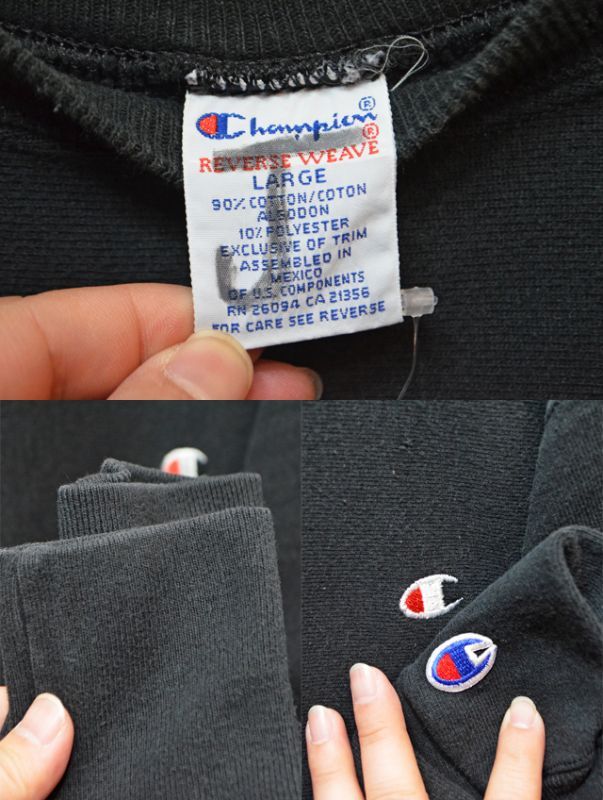 Champion®
REVERSE WEAVE®
LARGE
90% COTTON/COTON
ALGODON
10% POLYESTER
EXCLUSIVE OF TRIM
ASSEMBLED IN
MEXICO
OF U.S. COMPONENTS
RN 26094 CA 21356
FOR CARE SEE REVERSE